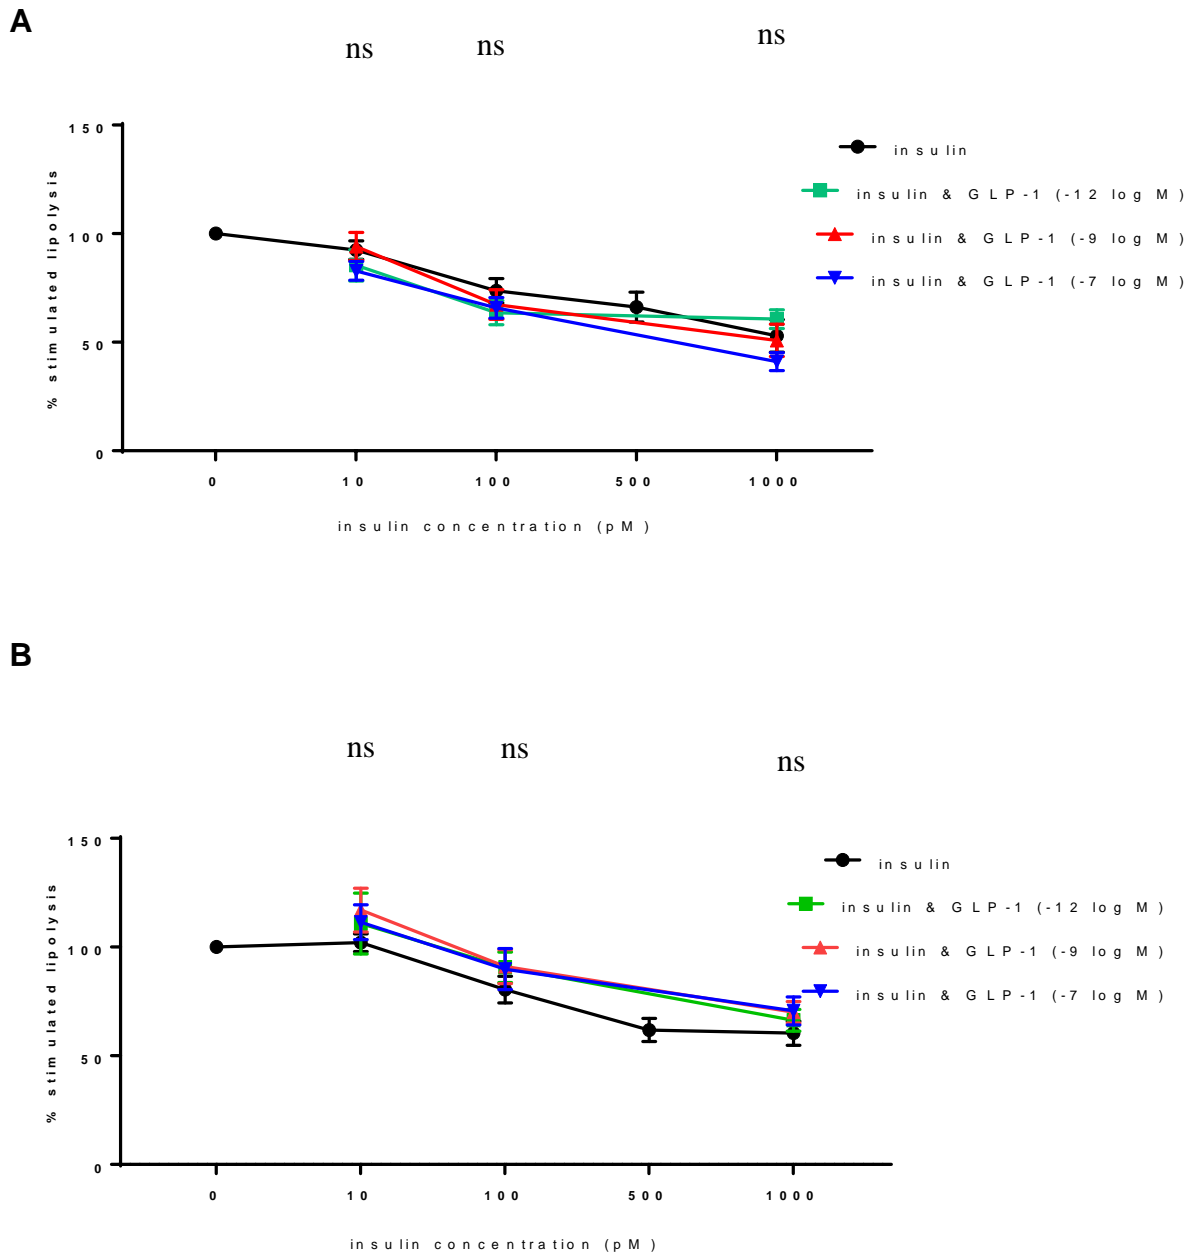 A
ns ns ns
150
100
50
0
% stimulated lipolysis
0 10 100 500 1000
insulin concentration (pM)
insulin
insulin & GLP-1 (-12 log M)
insulin & GLP-1 (-9 log M)
insulin & GLP-1 (-7 log M)
B
ns ns ns
150
100
50
0
% stimulated lipolysis
0 10 100 500 1000
insulin concentration (pM)
insulin
insulin & GLP-1 (-12 log M)
insulin & GLP-1 (-9 log M)
insulin & GLP-1 (-7 log M)